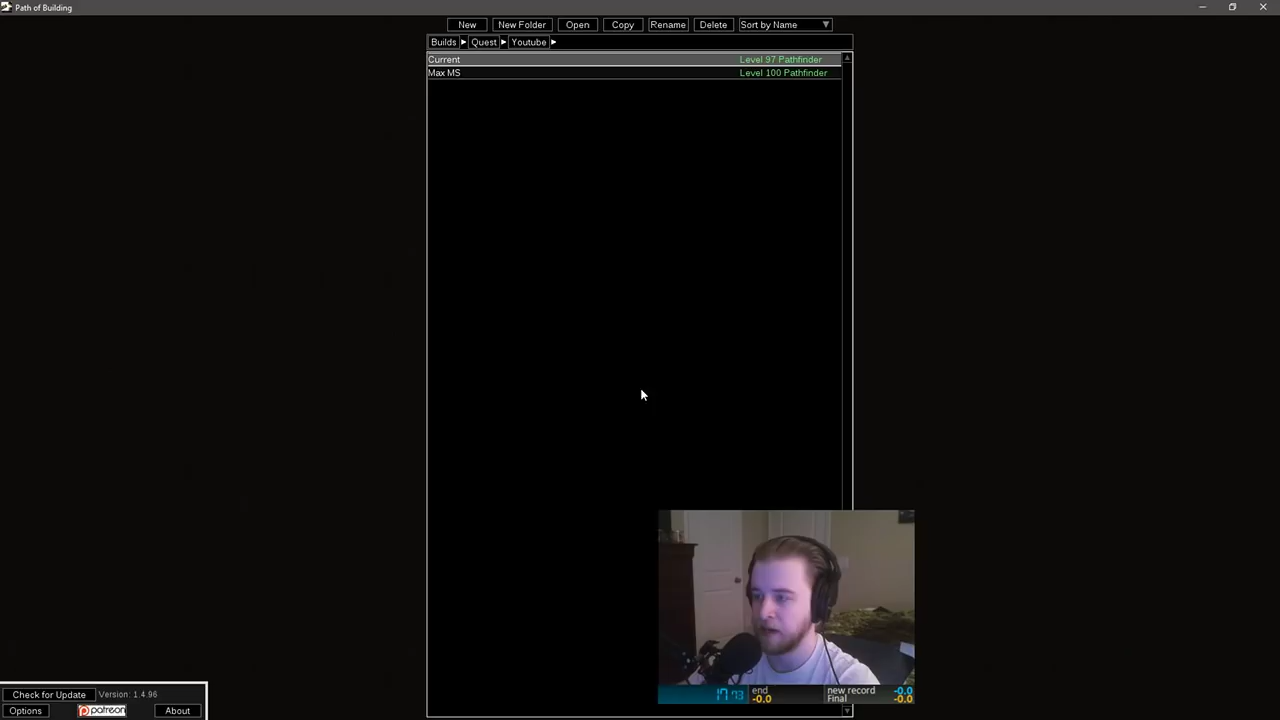 Path of Building
New New Folder Open Copy Rename Delete Sort by Name
Builds Quest Youtube
Current Level 97 Pathfinder
Max MS Level 100 Pathfinder
end new record -0.0
-0.0 Final -0.0
Check for Update Version: 1.4.96
Options patreon About